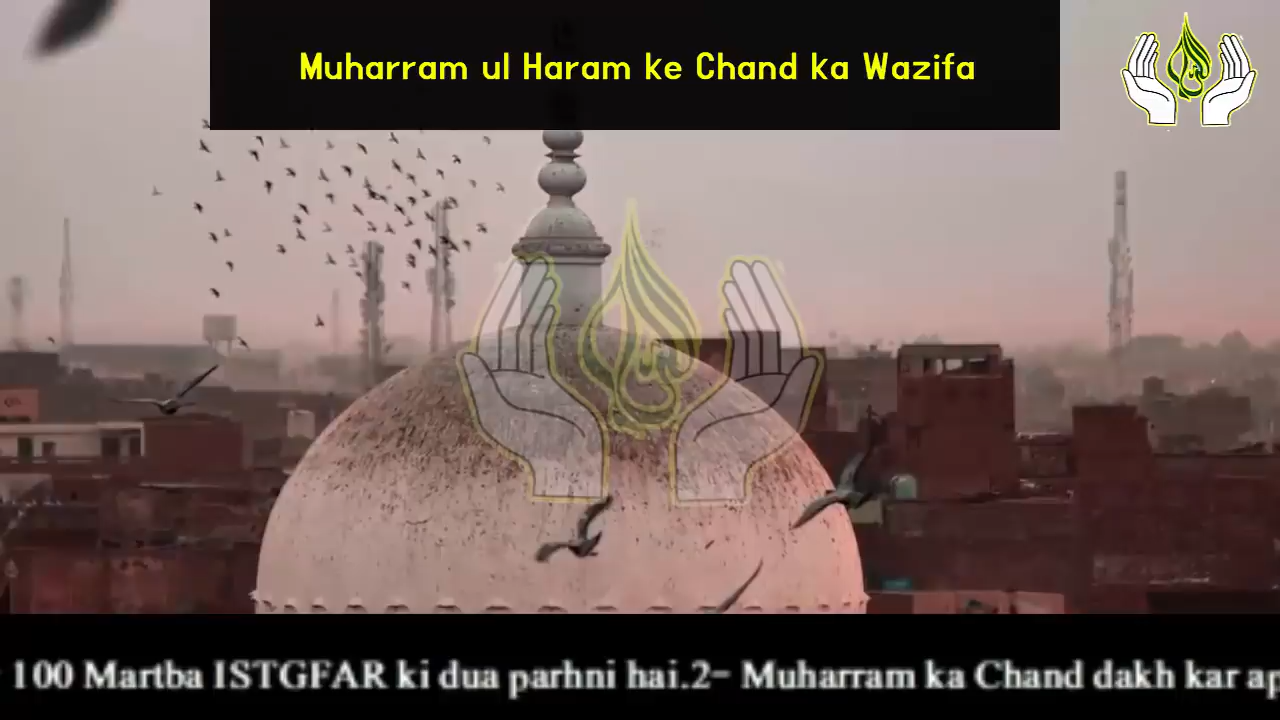 Muharram ul Haram ke Chand ka Wazifa
100 Martba ISTGFAR ki dua parhni hai.2- Muharram ka Chand dakh kar ap